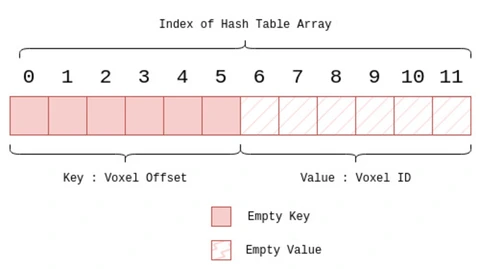 Index of Hash Table Array
0 1 2 3 4 5 6 7 8 9 10 11
Key : Voxel Offset
Value : Voxel ID
Empty Key
Empty Value